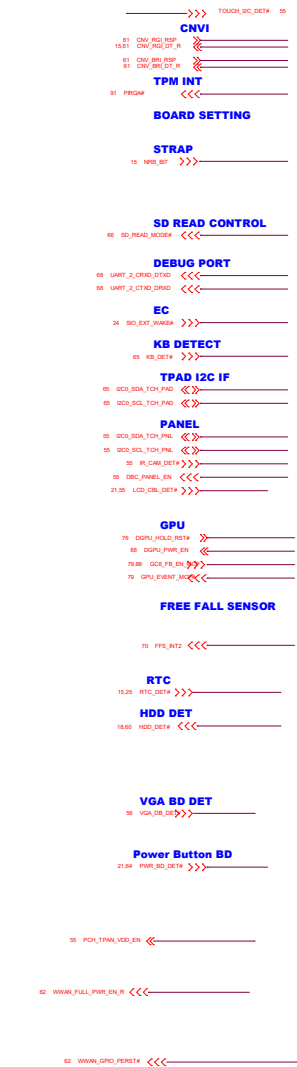 TOUCH_I2C_DET# 55
CNVI
61 CNV_RGI_RSP
15,61 CNV_RGI_DT_R
61 CNV_BRI_RSP
61 CNV_BRI_DT_R
TPM INT
91 PIRQA#
BOARD SETTING
STRAP
15 NRB_BIT
SD READ CONTROL
66 SD_READ_MODE#
DEBUG PORT
68 UART_2_CRXD_DTXD
68 UART_2_CTXD_DRXD
EC
24 SIO_EXT_WAKE#
KB DETECT
65 KB_DET#
TPAD I2C IF
65 I2C0_SDA_TCH_PAD
65 I2C0_SCL_TCH_PAD
PANEL
55 I2C0_SDA_TCH_PNL
55 I2C0_SCL_TCH_PNL
55 IR_CAM_DET#
55 DBC_PANEL_EN
21,55 LCD_CBL_DET#
GPU
76 DGPU_HOLD_RST#
88 DGPU_PWR_EN
79,86
79
FREE FALL SENSOR
70 FFS_INT2
RTC
15,25 RTC_DET#
HDD DET
18,60 HDD_DET#
VGA BD DET
56 VGA_DB_DET#
Power Button BD
21,64 PWR_BD_DET#
55 PCH_TPAN_VDD_EN
62 WWAN_FULL_PWR_EN_R
62 WWAN_GPIO_PERST#